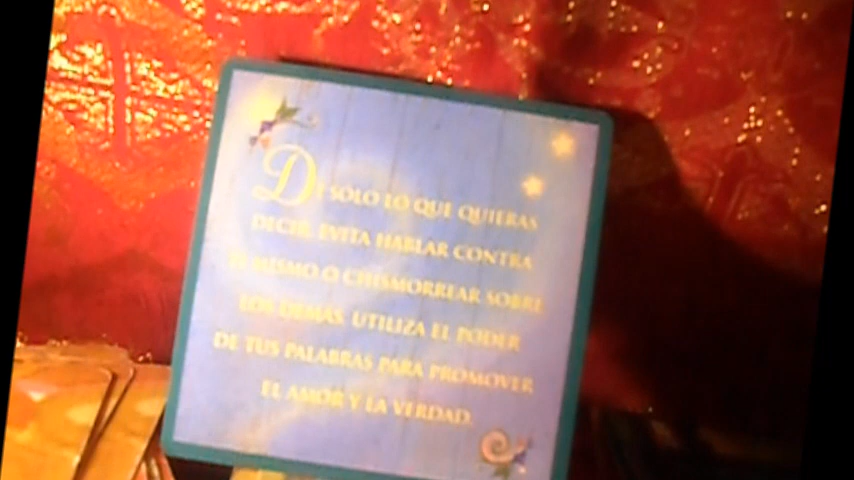 DI SOLO LO QUE QUIERAS
DECIR. EVITA HABLAR CONTRA
TI MISMO O CHISMORREAR SOBRE
LOS DEMAS. UTILIZA EL PODER
DE TUS PALABRAS PARA PROMOVER
EL AMOR Y LA VERDAD.